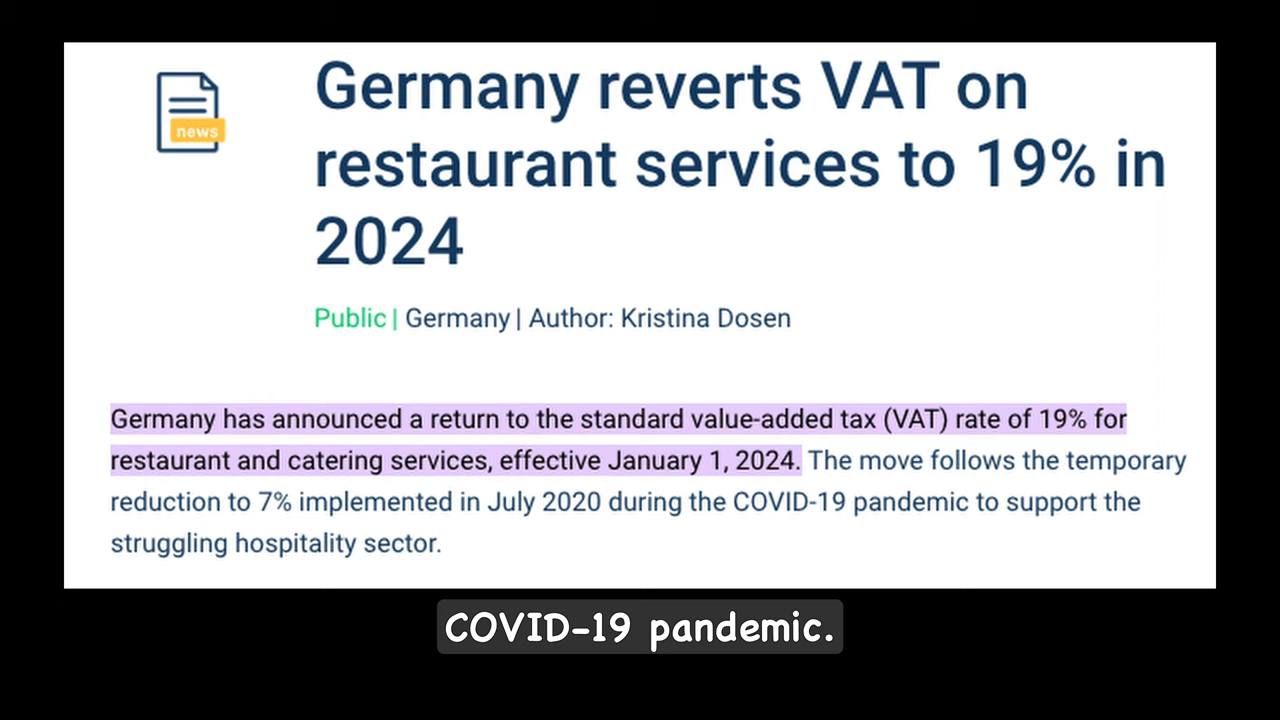 news
Germany reverts VAT on
restaurant services to 19% in
2024
Public | Germany | Author: Kristina Dosen
Germany has announced a return to the standard value-added tax (VAT) rate of 19% for
restaurant and catering services, effective January 1, 2024. The move follows the temporary
reduction to 7% implemented in July 2020 during the COVID-19 pandemic to support the
struggling hospitality sector.
COVID-19 pandemic.